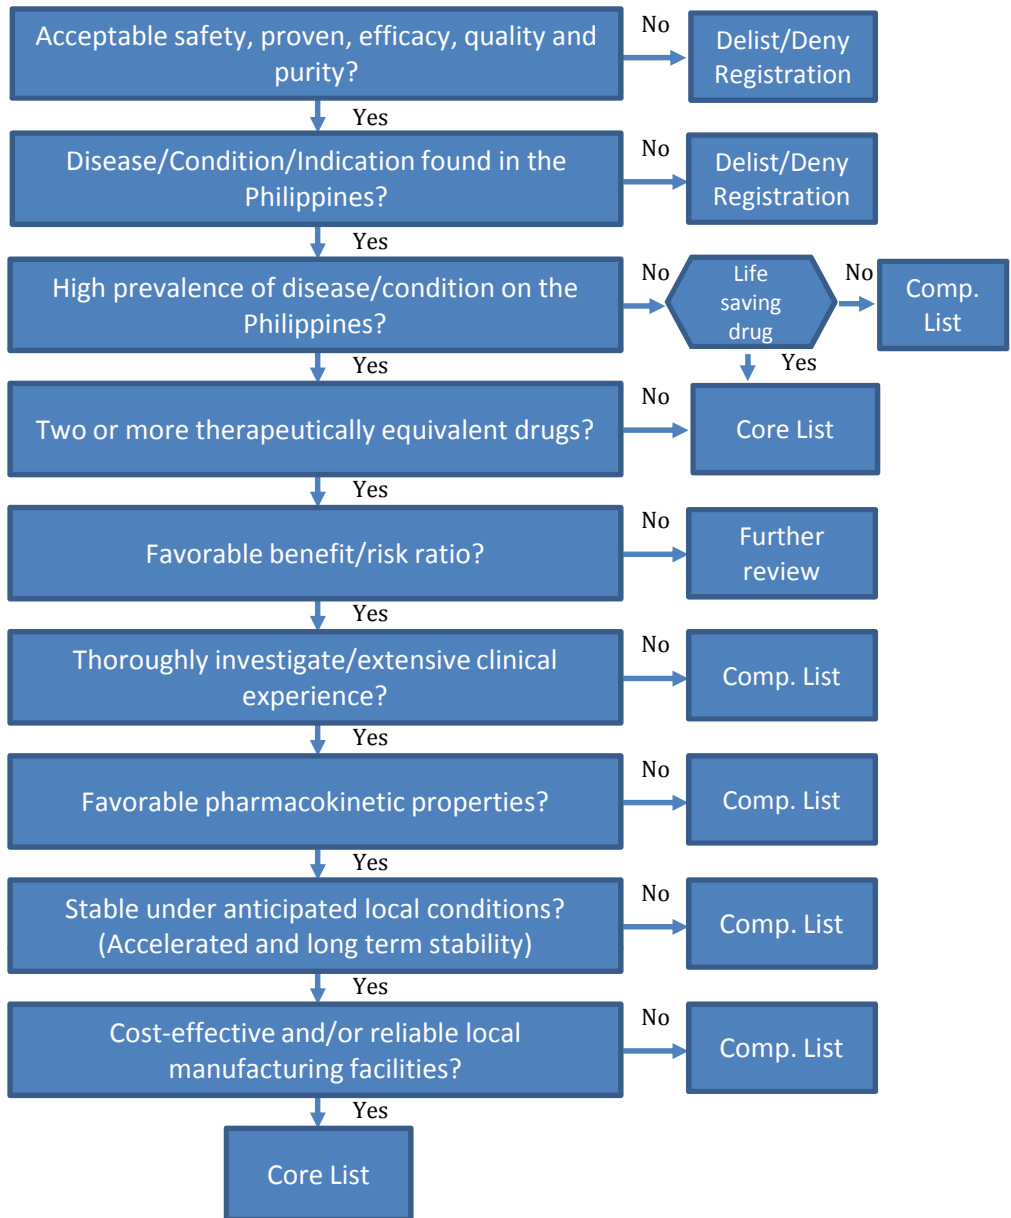 Acceptable safety, proven, efficacy, quality and
purity?
No
Delist/Deny
Registration
Yes
Disease/Condition/Indication found in the
Philippines?
No
Delist/Deny
Registration
Yes
High prevalence of disease/condition on the
Philippines?
No
Life
saving
drug
No
Comp.
List
Yes
Yes
Two or more therapeutically equivalent drugs?
No
Core List
Yes
Favorable benefit/risk ratio?
No
Further
review
Yes
Thoroughly investigate/extensive clinical
experience?
No
Comp. List
Yes
Favorable pharmacokinetic properties?
No
Comp. List
Yes
Stable under anticipated local conditions?
(Accelerated and long term stability)
No
Comp. List
Yes
Cost-effective and/or reliable local
manufacturing facilities?
No
Comp. List
Yes
Core List